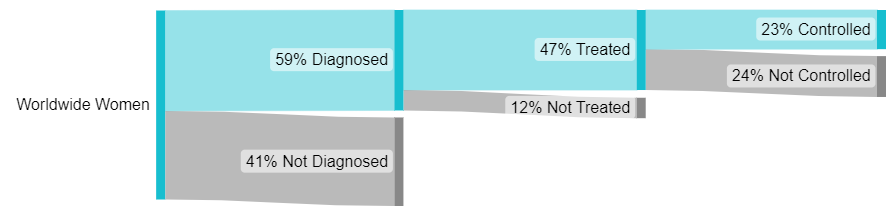 Worldwide Women
59% Diagnosed
41% Not Diagnosed
47% Treated
12% Not Treated
23% Controlled
24% Not Controlled